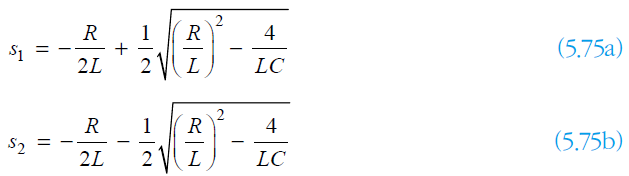 s₁ = −R/2L + 1/2 √((R/L)² − 4/LC) (5.75a)
s₂ = −R/2L − 1/2 √((R/L)² − 4/LC) (5.75b)